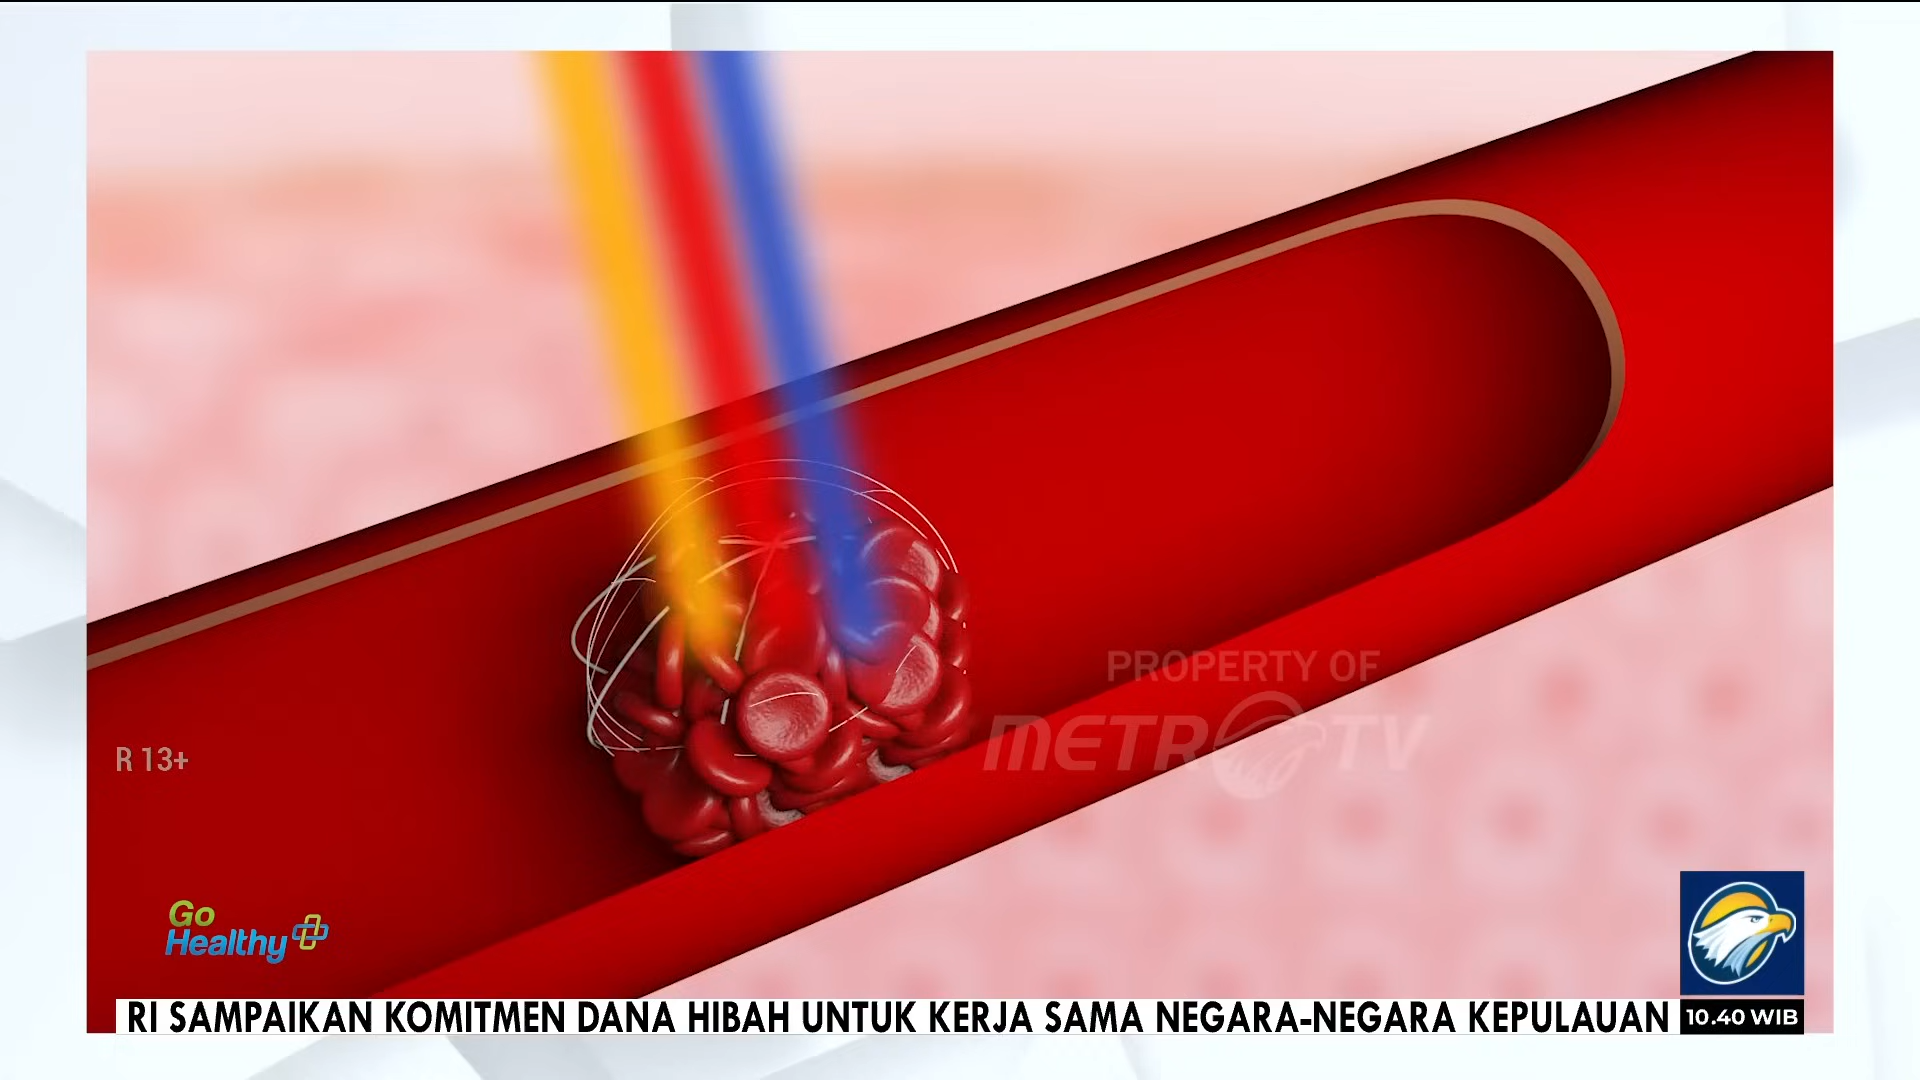 PROPERTY OF
METRO TV
R 13+
Go
Healthy
RI SAMPAIKAN KOMITMEN DANA HIBAH UNTUK KERJA SAMA NEGARA-NEGARA KEPULAUAN
10.40 WIB